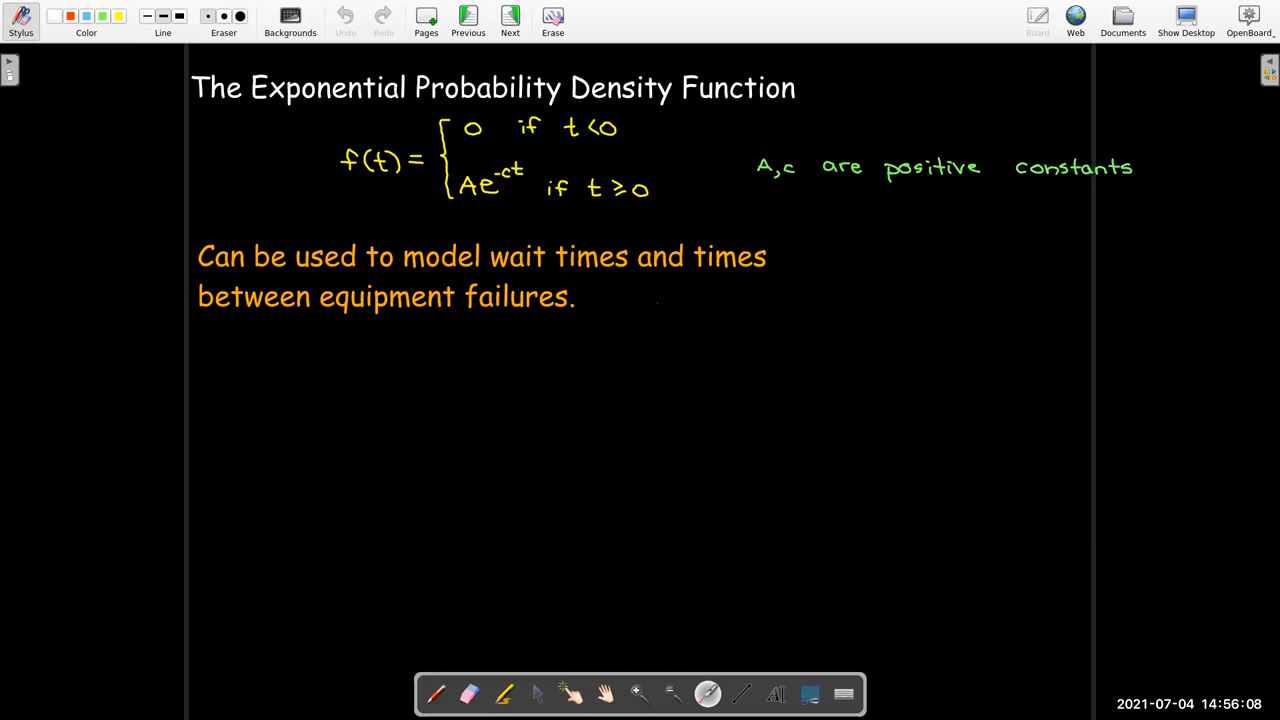 Stylus Color Line Eraser Backgrounds Undo Redo Pages Previous Next Erase Board Web Documents Show Desktop OpenBoard
The Exponential Probability Density Function
0 if t<0
f(t) =
A,c are positive constants
Ae^-ct if t ≥ 0
Can be used to model wait times and times
between equipment failures.
2021-07-04 14:56:08